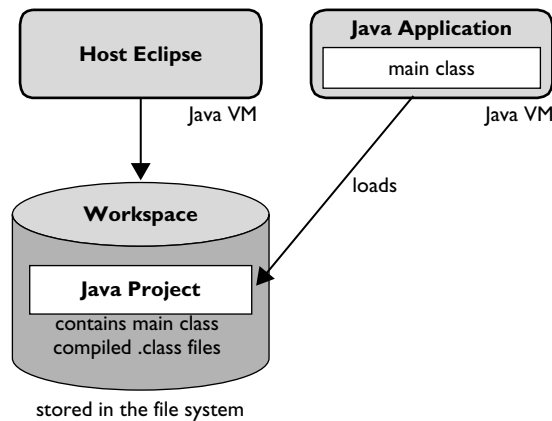 Host Eclipse
Java VM
Java Application
main class
Java VM
loads
Workspace
Java Project
contains main class
compiled .class files
stored in the file system